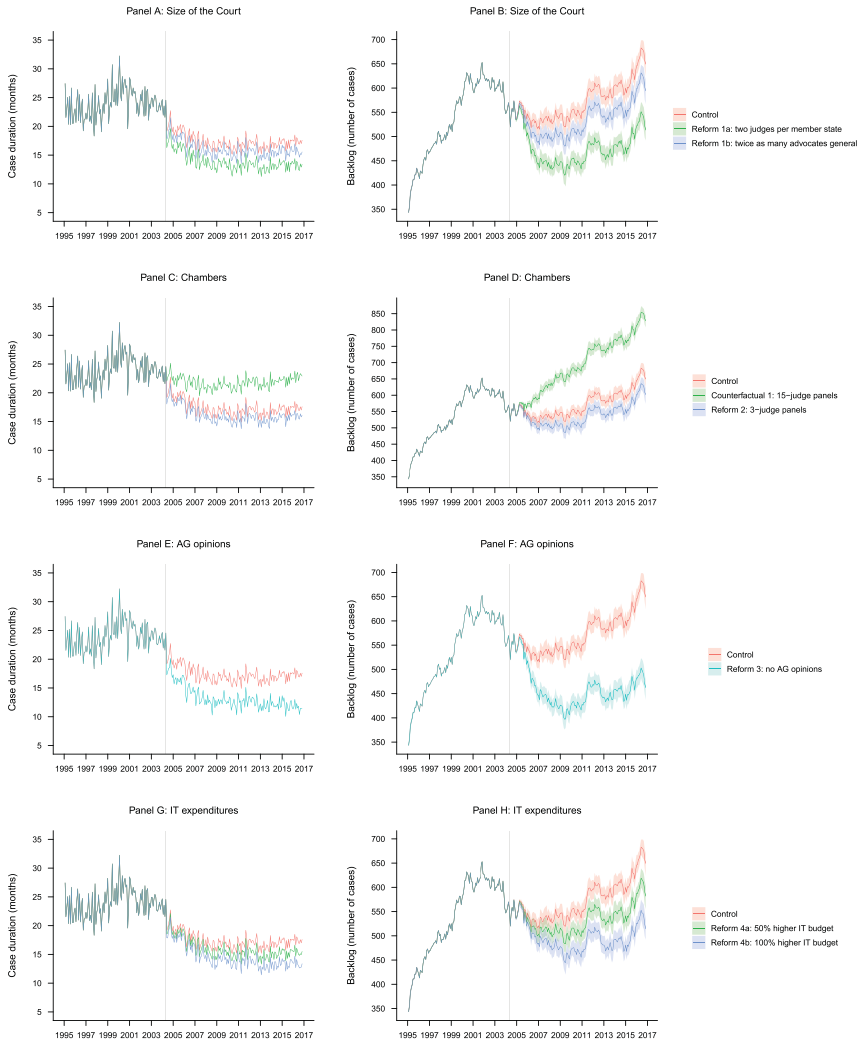 Panel A: Size of the Court
Case duration (months)
35
30
25
20
15
10
5
1995 1997 1999 2001 2003 2005 2007 2009 2011 2013 2015 2017
Panel B: Size of the Court
Backlog (number of cases)
700
650
600
550
500
450
400
350
1995 1997 1999 2001 2003 2005 2007 2009 2011 2013 2015 2017
Control
Reform 1a: two judges per member state
Reform 1b: twice as many advocates general
Panel C: Chambers
Case duration (months)
35
30
25
20
15
10
5
1995 1997 1999 2001 2003 2005 2007 2009 2011 2013 2015 2017
Panel D: Chambers
Backlog (number of cases)
850
800
750
700
650
600
550
500
450
400
350
1995 1997 1999 2001 2003 2005 2007 2009 2011 2013 2015 2017
Control
Counterfactual 1: 15−judge panels
Reform 2: 3−judge panels
Panel E: AG opinions
Case duration (months)
35
30
25
20
15
10
5
1995 1997 1999 2001 2003 2005 2007 2009 2011 2013 2015 2017
Panel F: AG opinions
Backlog (number of cases)
700
650
600
550
500
450
400
350
1995 1997 1999 2001 2003 2005 2007 2009 2011 2013 2015 2017
Control
Reform 3: no AG opinions
Panel G: IT expenditures
Case duration (months)
35
30
25
20
15
10
5
1995 1997 1999 2001 2003 2005 2007 2009 2011 2013 2015 2017
Panel H: IT expenditures
Backlog (number of cases)
700
650
600
550
500
450
400
350
1995 1997 1999 2001 2003 2005 2007 2009 2011 2013 2015 2017
Control
Reform 4a: 50% higher IT budget
Reform 4b: 100% higher IT budget